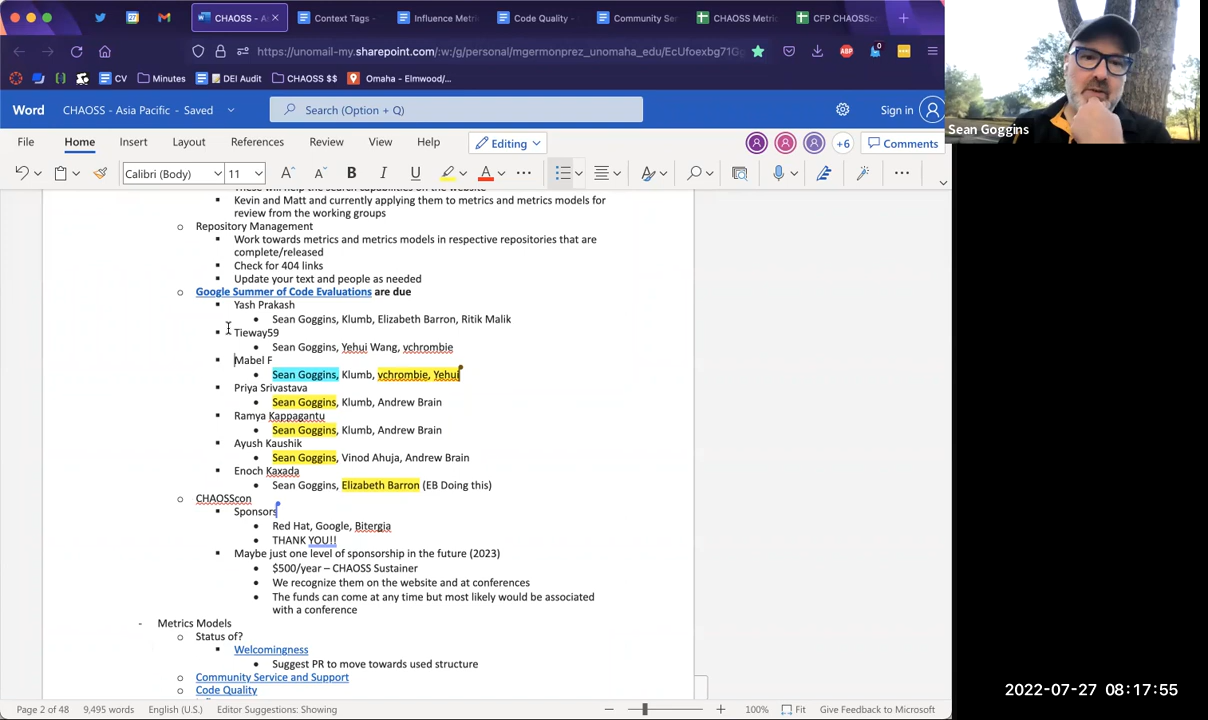 CHAOSS - A
Context Tags -
Influence Metri
Code Quality -
Community Ser
CHAOSS Metric
CFP CHAOSSc
https://unomail-my.sharepoint.com/:w:/g/personal/mgermonprez_unomaha_edu/EcUfoexbg71G
CV
Minutes
DEI Audit
CHAOSS $$
Omaha - Elmwood/...
Word
CHAOSS - Asia Pacific - Saved
Search (Option + Q)
Sign in
Sean Goggins
File
Home
Insert
Layout
References
Review
View
Help
Editing
+6
Comments
Calibri (Body)
11
These will help the search capabilities on the website
Kevin and Matt and currently applying them to metrics and metrics models for
review from the working groups
Repository Management
Work towards metrics and metrics models in respective repositories that are
complete/released
Check for 404 links
Update your text and people as needed
Google Summer of Code Evaluations are due
Yash Prakash
Sean Goggins, Klumb, Elizabeth Barron, Ritik Malik
Tieway59
Sean Goggins, Yehui Wang, vchrombie
Mabel F
Sean Goggins, Klumb, vchrombie, Yehui
Priya Srivastava
Sean Goggins, Klumb, Andrew Brain
Ramya Kappagantu
Sean Goggins, Klumb, Andrew Brain
Ayush Kaushik
Sean Goggins, Vinod Ahuja, Andrew Brain
Enoch Kaxada
Sean Goggins, Elizabeth Barron (EB Doing this)
CHAOSScon
Sponsors
Red Hat, Google, Bitergia
THANK YOU!!
Maybe just one level of sponsorship in the future (2023)
$500/year – CHAOSS Sustainer
We recognize them on the website and at conferences
The funds can come at any time but most likely would be associated
with a conference
- Metrics Models
Status of?
Welcomingness
Suggest PR to move towards used structure
Community Service and Support
Code Quality
2022-07-27 08:17:55
Page 2 of 48
9,495 words
English (U.S.)
Editor Suggestions: Showing
100%
Fit
Give Feedback to Microsoft